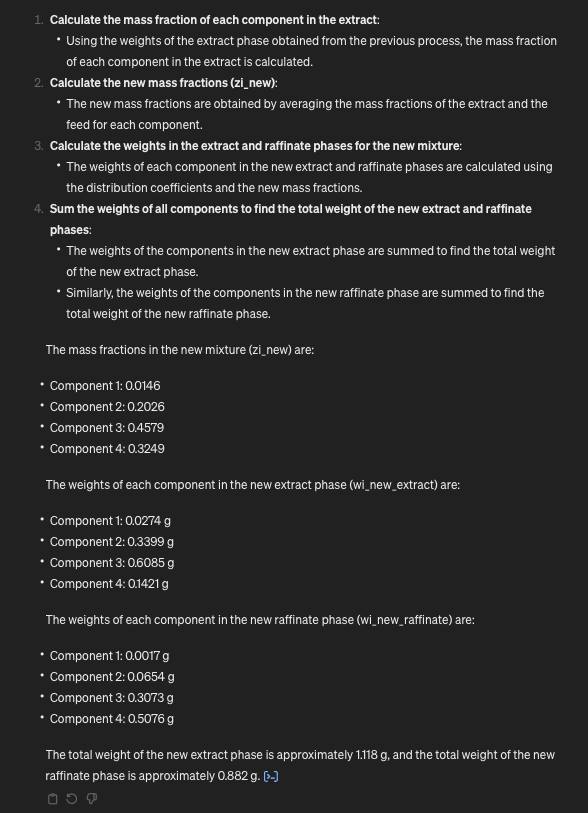 1. Calculate the mass fraction of each component in the extract:
• Using the weights of the extract phase obtained from the previous process, the mass fraction
of each component in the extract is calculated.
2. Calculate the new mass fractions (zi_new):
• The new mass fractions are obtained by averaging the mass fractions of the extract and the
feed for each component.
3. Calculate the weights in the extract and raffinate phases for the new mixture:
• The weights of each component in the new extract and raffinate phases are calculated using
the distribution coefficients and the new mass fractions.
4. Sum the weights of all components to find the total weight of the new extract and raffinate
phases:
• The weights of the components in the new extract phase are summed to find the total weight
of the new extract phase.
• Similarly, the weights of the components in the new raffinate phase are summed to find the
total weight of the new raffinate phase.
The mass fractions in the new mixture (zi_new) are:
• Component 1: 0.0146
• Component 2: 0.2026
• Component 3: 0.4579
• Component 4: 0.3249
The weights of each component in the new extract phase (wi_new_extract) are:
• Component 1: 0.0274 g
• Component 2: 0.3399 g
• Component 3: 0.6085 g
• Component 4: 0.1421 g
The weights of each component in the new raffinate phase (wi_new_raffinate) are:
• Component 1: 0.0017 g
• Component 2: 0.0654 g
• Component 3: 0.3073 g
• Component 4: 0.5076 g
The total weight of the new extract phase is approximately 1.118 g, and the total weight of the new
raffinate phase is approximately 0.882 g. [>-]